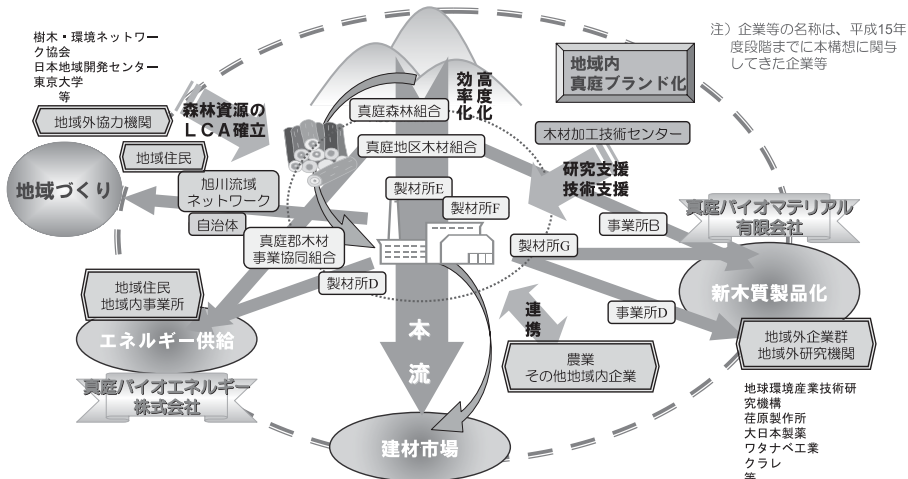 樹木・環境ネットワー
ク協会
日本地域開発センター
東京大学
等
地域外協力機関
森林資源の
LCA確立
効率化
高度化
地域内
真庭ブランド化
注）企業等の名称は、平成15年
度段階までに本構想に関与
してきた企業等
真庭森林組合
真庭地区木材組合
木材加工技術センター
研究支援
技術支援
地域住民
地域づくり
旭川流域
ネットワーク
自治体
製材所E
製材所F
真庭郡木材
事業協同組合
製材所D
製材所G
事業所B
真庭バイオマテリアル
有限会社
新木質製品化
事業所D
地域外企業群
地域外研究機関
地球環境産業技術研
究機構
荏原製作所
大日本製薬
ワタナベ工業
クラレ
等
地域住民
地域内事業所
エネルギー供給
真庭バイオエネルギー
株式会社
本流
連携
農業
その他地域内企業
建材市場